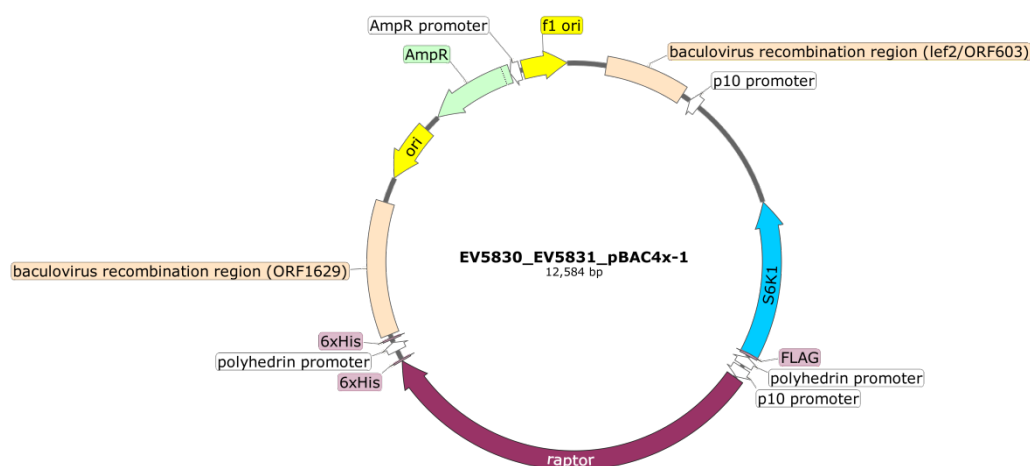 f1 ori
AmpR promoter
AmpR
baculovirus recombination region (lef2/ORF603)
p10 promoter
ori
EV5830_EV5831_pBAC4x-1
12,584 bp
baculovirus recombination region (ORF1629)
S6K1
6xHis
polyhedrin promoter
6xHis
FLAG
polyhedrin promoter
p10 promoter
raptor